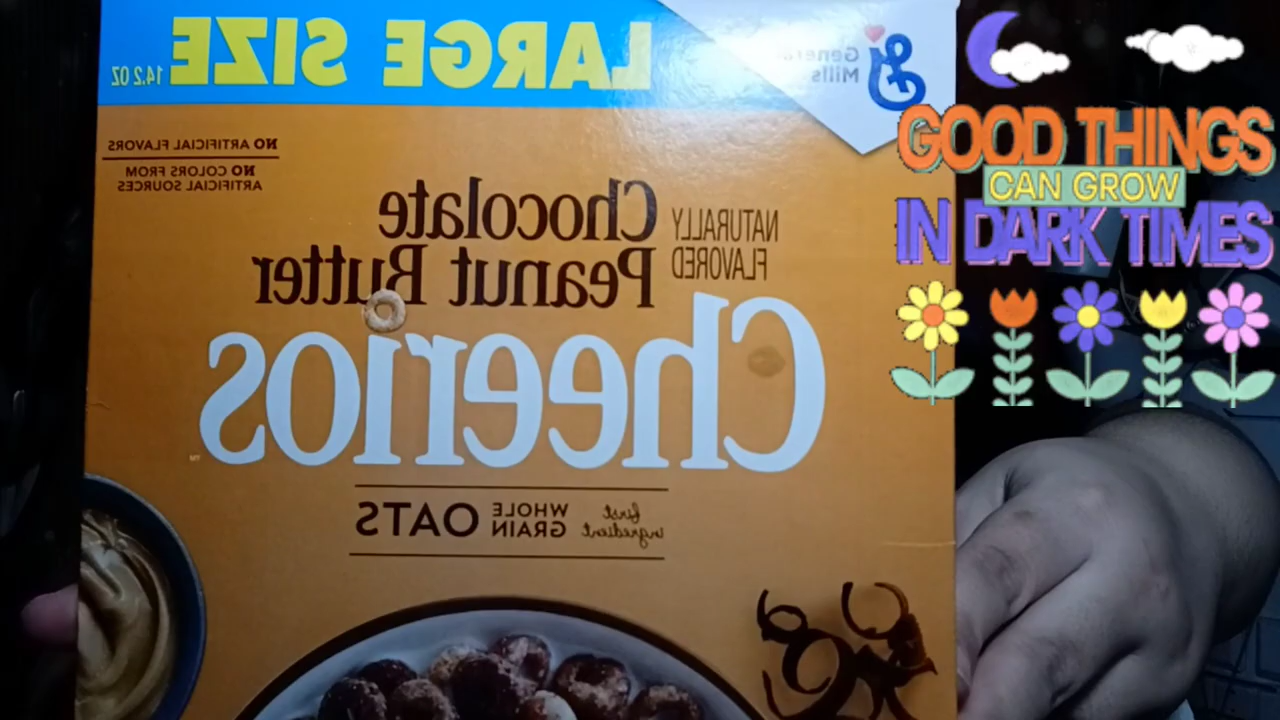 LARGE SIZE
14.2 OZ
General
Mills
NO ARTIFICIAL FLAVORS
NO COLORS FROM
ARTIFICIAL SOURCES
NATURALLY
FLAVORED
Chocolate
Peanut Butter
Cheerios
TM
first
ingredient
WHOLE
GRAIN
OATS
GOOD THINGS
CAN GROW
IN DARK TIMES